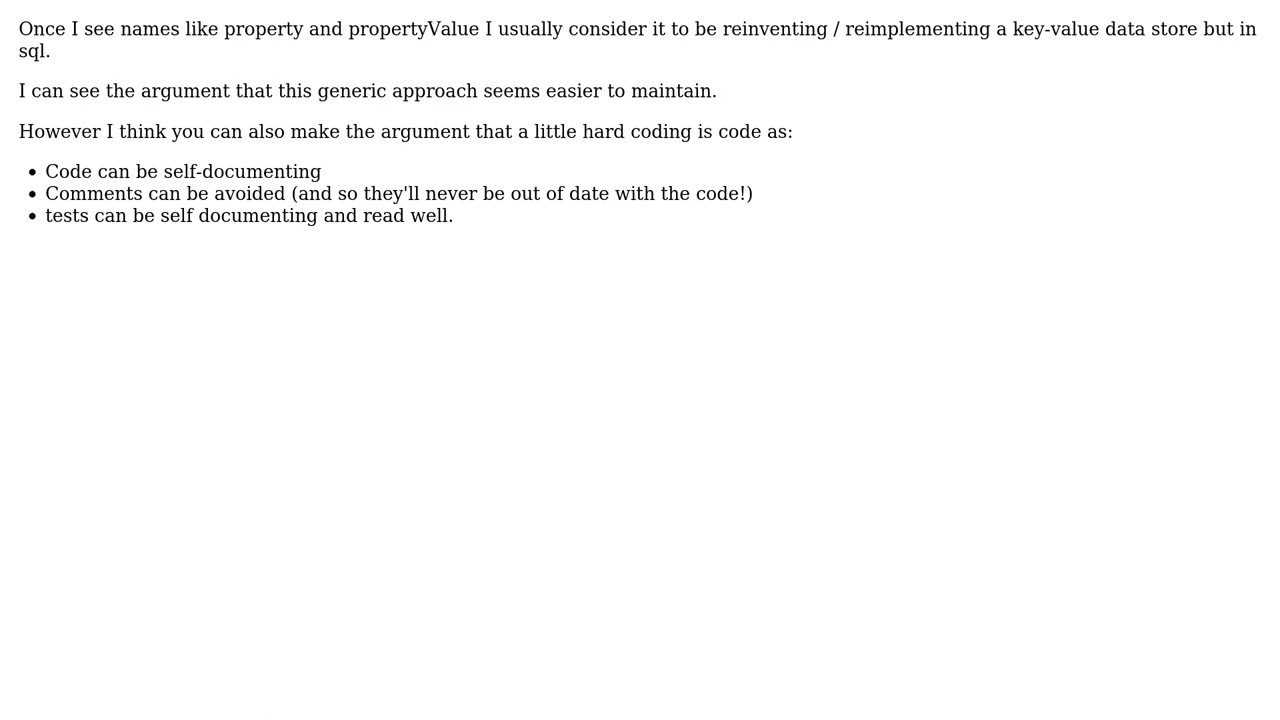 Once I see names like property and propertyValue I usually consider it to be reinventing / reimplementing a key-value data store but in
sql.
I can see the argument that this generic approach seems easier to maintain.
However I think you can also make the argument that a little hard coding is code as:
• Code can be self-documenting
• Comments can be avoided (and so they'll never be out of date with the code!)
• tests can be self documenting and read well.